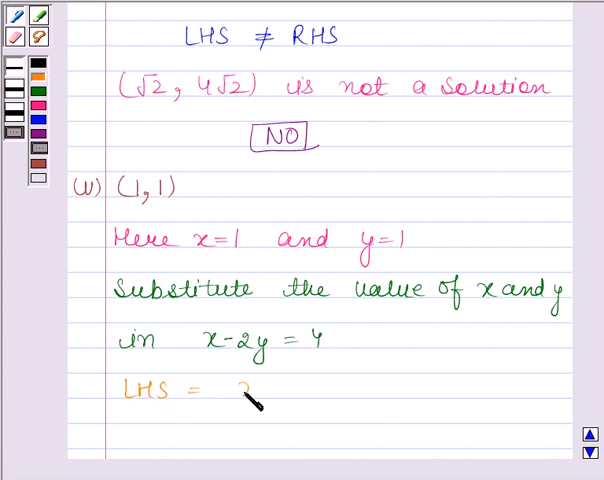 LHS ≠ RHS
(√2, 4√2) is not a solution
NO
(v) (1,1)
Here x=1 and y=1
Substitute the value of x and y
in x-2y = 4
LHS =